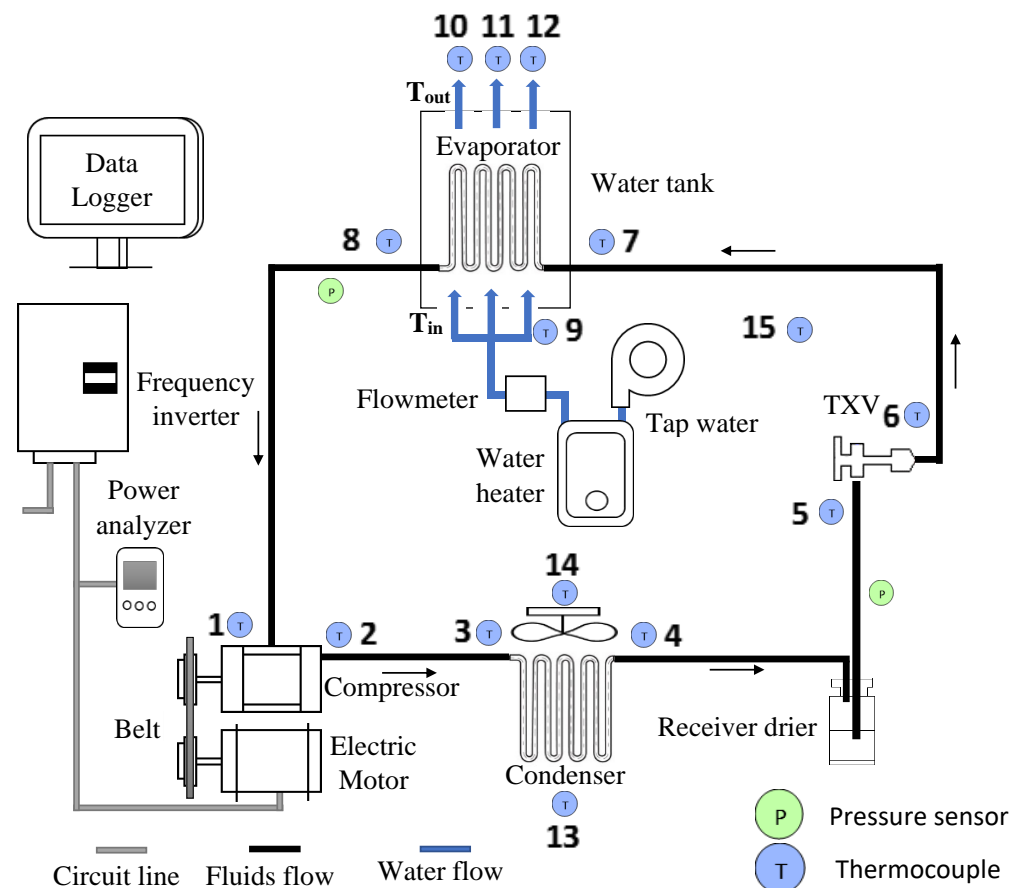 10 11 12
T T T
Tout
Evaporator
Data
Logger
Water tank
8 T
T 7
P
Tin
T 9
15 T
Frequency
inverter
Flowmeter
Tap water
TXV 6 T
Water
heater
Power
analyzer
5 T
14
T
P
1 T
T 2
3 T
T 4
Compressor
Receiver drier
Belt
Electric
Motor
Condenser
T
13
P Pressure sensor
T Thermocouple
Circuit line Fluids flow Water flow